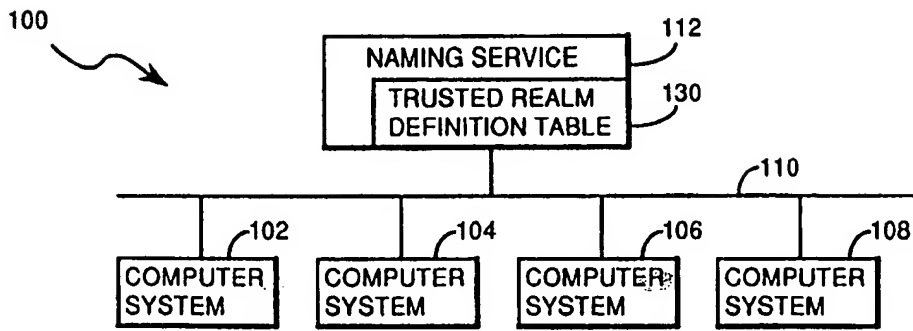 100
NAMING SERVICE
112
TRUSTED REALM
DEFINITION TABLE
130
110
102
104
106
108
COMPUTER
SYSTEM
COMPUTER
SYSTEM
COMPUTER
SYSTEM
COMPUTER
SYSTEM